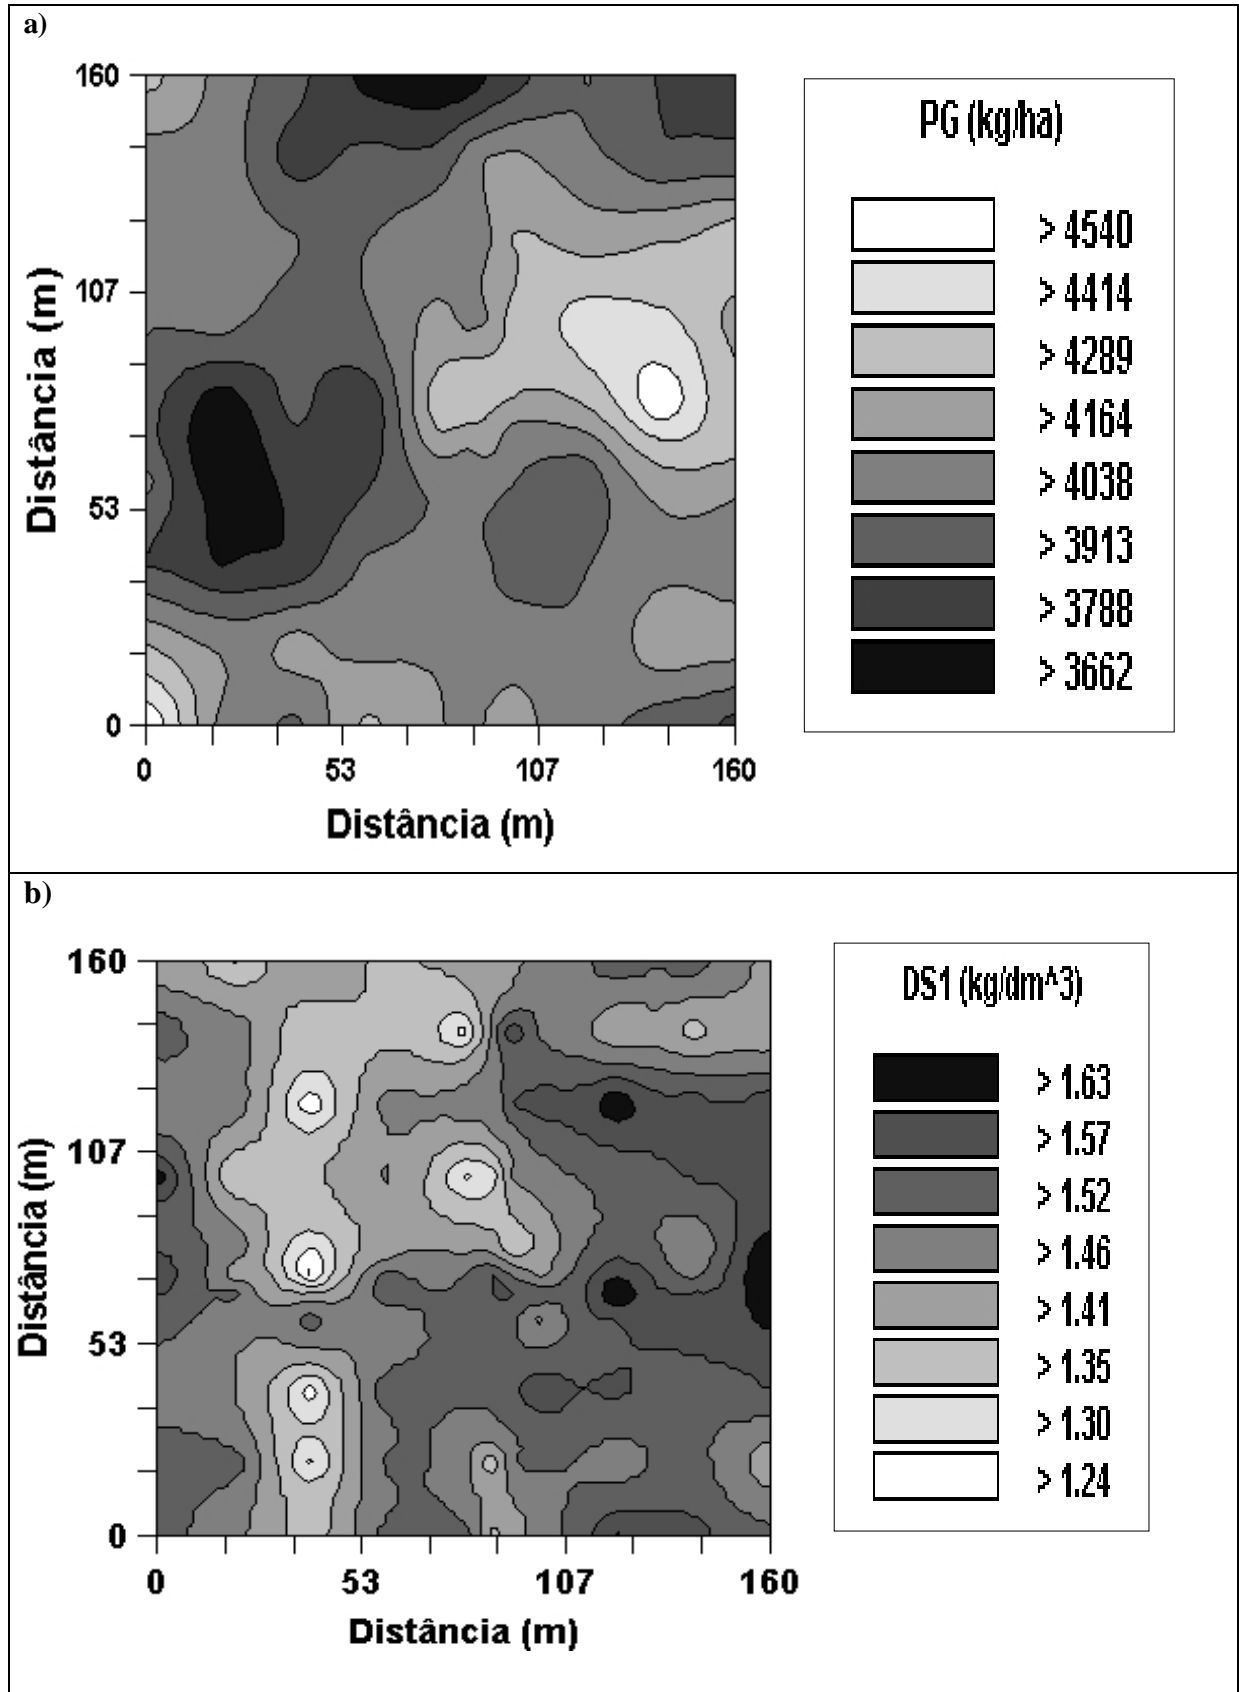 a)
160
107
53
0
0 53 107 160
Distância (m)
Distância (m)
PG (kg/ha)
> 4540
> 4414
> 4289
> 4164
> 4038
> 3913
> 3788
> 3662
b)
160
107
53
0
0 53 107 160
Distância (m)
Distância (m)
DS1 (kg/dm^3)
> 1.63
> 1.57
> 1.52
> 1.46
> 1.41
> 1.35
> 1.30
> 1.24